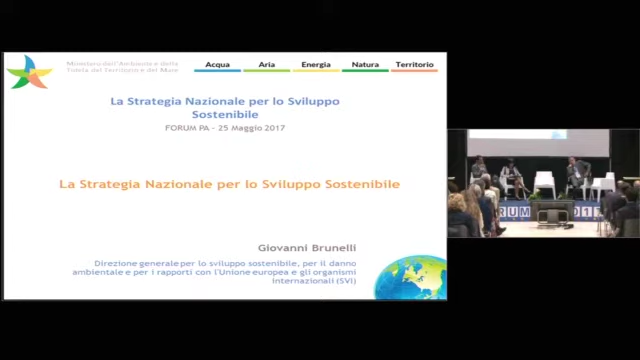 Ministero dell'Ambiente e della
Tutela del Territorio e del Mare
Acqua Aria Energia Natura Territorio
La Strategia Nazionale per lo Sviluppo
Sostenibile
FORUM PA - 25 Maggio 2017
La Strategia Nazionale per lo Sviluppo Sostenibile
Giovanni Brunelli
Direzione generale per lo sviluppo sostenibile, per il danno
ambientale e per i rapporti con l'Unione europea e gli organismi
internazionali (SVI)
FORUM 2017